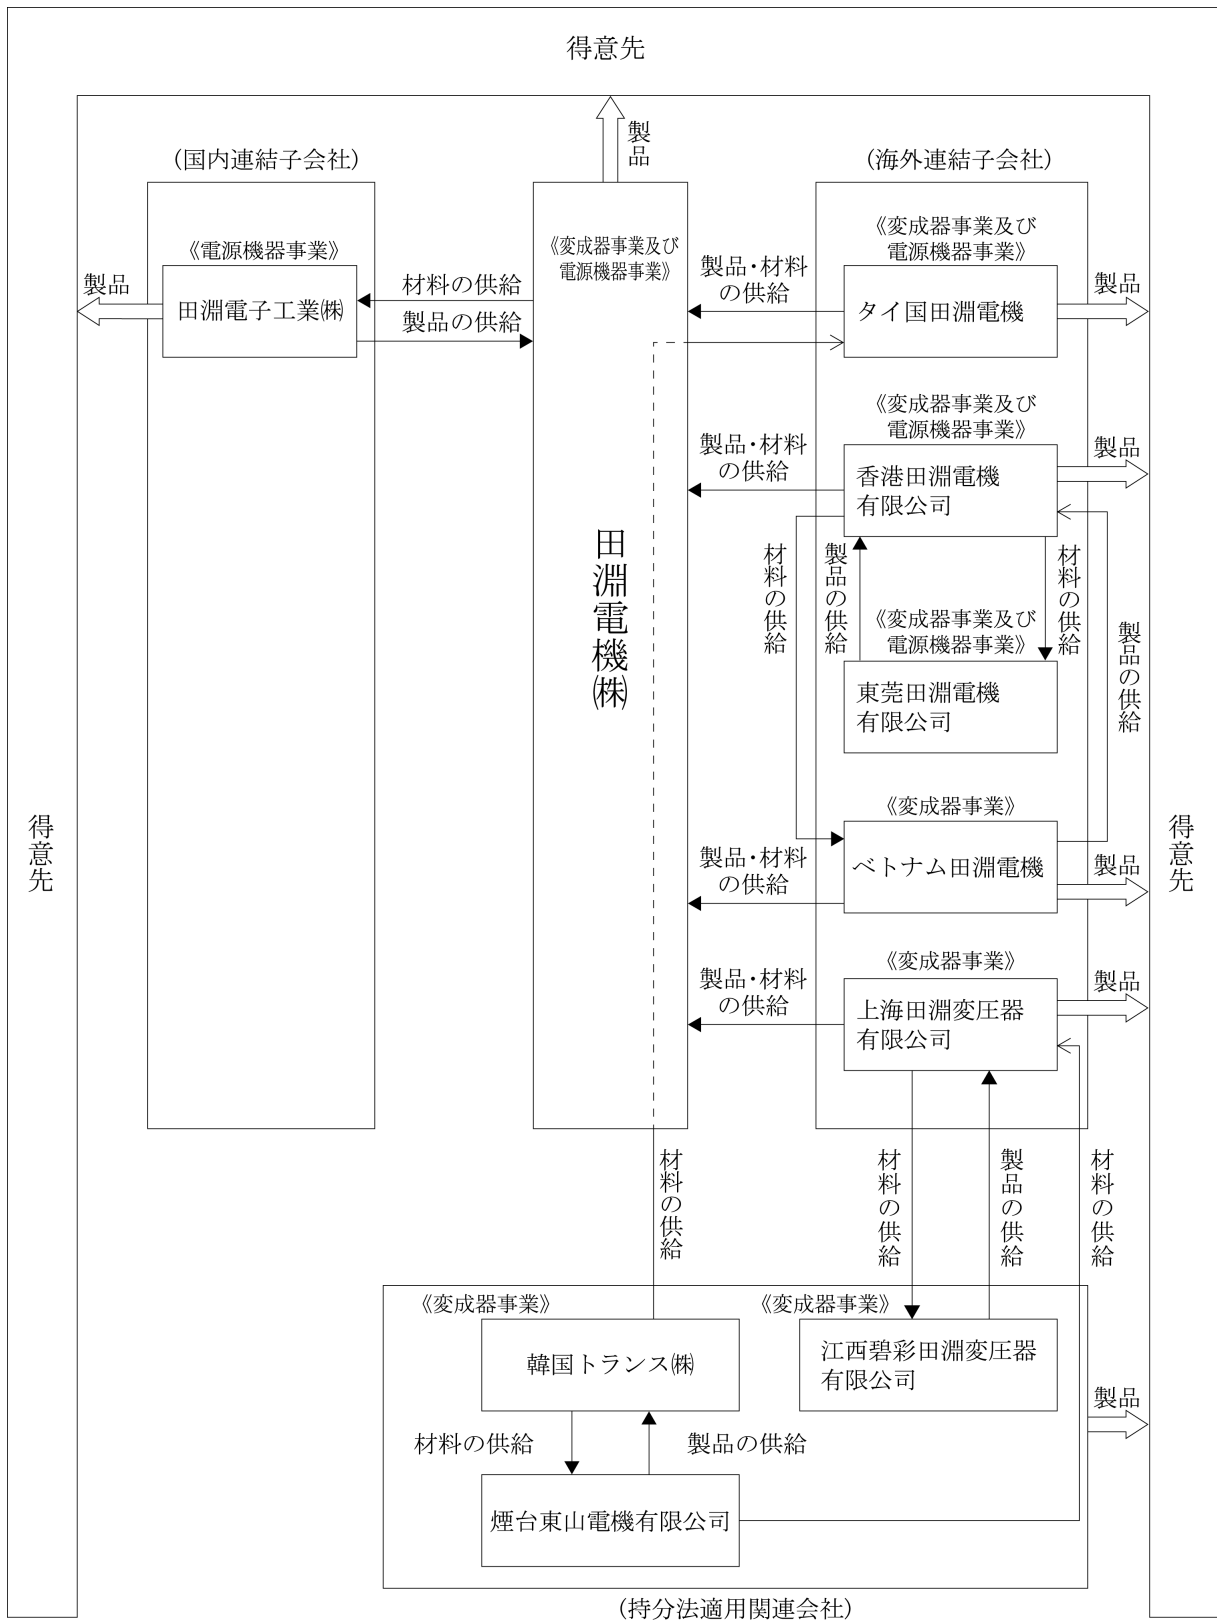 得意先
製品
(国内連結子会社)
(海外連結子会社)
《電源機器事業》
田淵電子工業㈱
製品
材料の供給
製品の供給
《変成器事業及び
電源機器事業》
田淵電機㈱
製品・材料
の供給
《変成器事業及び
電源機器事業》
タイ国田淵電機
製品
製品・材料
の供給
《変成器事業及び
電源機器事業》
香港田淵電機
有限公司
製品
材料の供給
製品の供給
材料の供給
《変成器事業及び
電源機器事業》
東莞田淵電機
有限公司
製品の供給
《変成器事業》
ベトナム田淵電機
製品・材料
の供給
製品
得意先
得意先
《変成器事業》
上海田淵変圧器
有限公司
製品・材料
の供給
製品
材料の供給
材料の供給
製品の供給
材料の供給
《変成器事業》
韓国トランス㈱
《変成器事業》
江西碧彩田淵変圧器
有限公司
製品
材料の供給
製品の供給
煙台東山電機有限公司
(持分法適用関連会社)